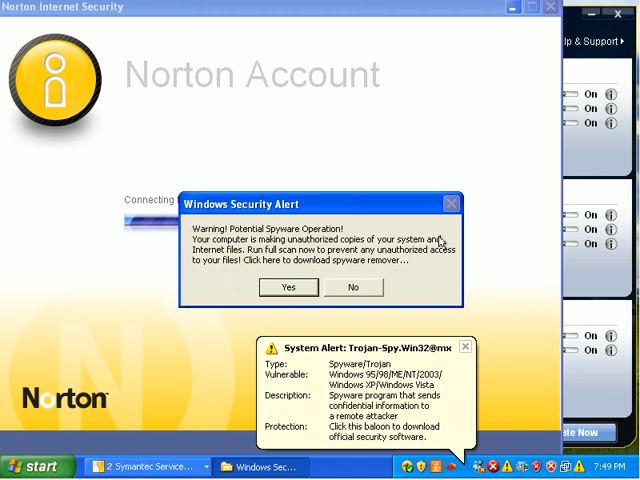 Norton Internet Security
lp & Support
Norton Account
On
On
On
Connecting
Windows Security Alert
Warning! Potential Spyware Operation!
Your computer is making unauthorized copies of your system and
Internet files. Run full scan now to prevent any unauthorized access
to your files! Click here to download spyware remover...
Yes
No
On
On
On
System Alert: Trojan-Spy.Win32@mx
Type: Spyware/Trojan
Vulnerable: Windows 95/98/ME/NT/2003/
Windows XP/Windows Vista
Description: Spyware program that sends
confidential information to
a remote attacker
Protection: Click this baloon to download
official security software.
On
On
On
Norton
ate Now
start
2 Symantec Service...
Windows Sec...
7:49 PM